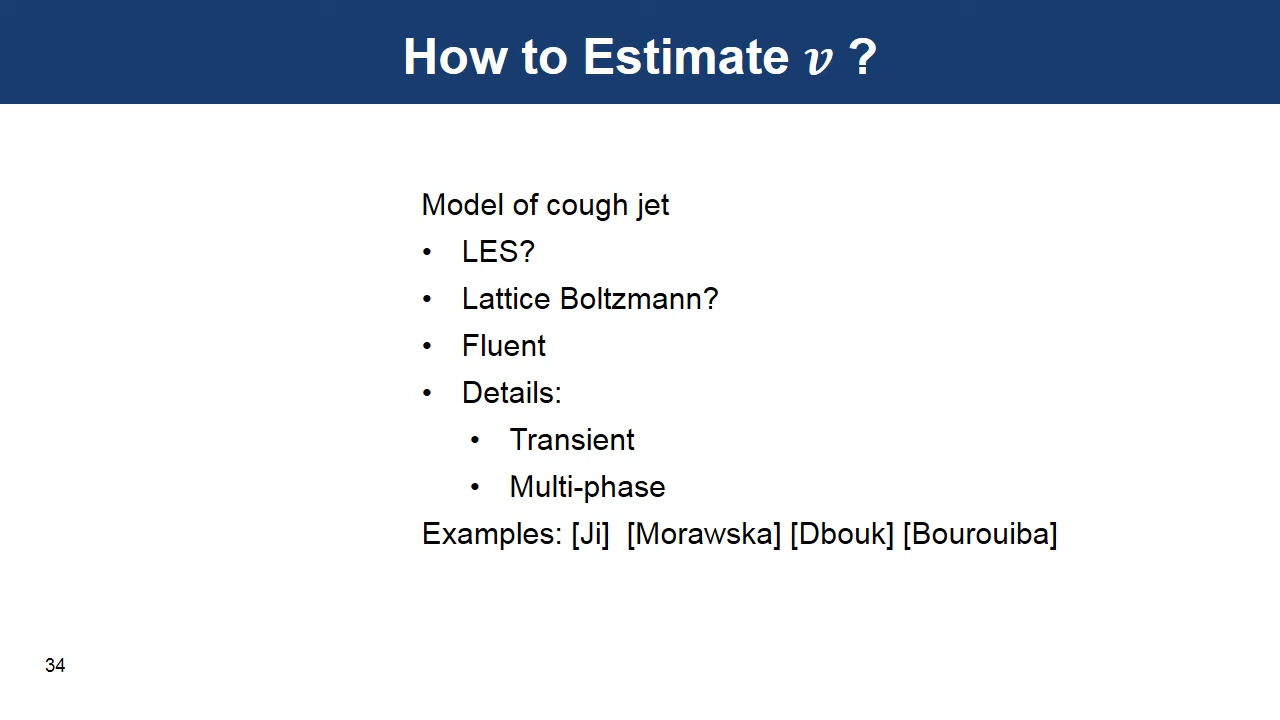 How to Estimate 𝒗 ?
Model of cough jet
• LES?
• Lattice Boltzmann?
• Fluent
• Details:
• Transient
• Multi-phase
Examples: [Ji] [Morawska] [Dbouk] [Bourouiba]
34